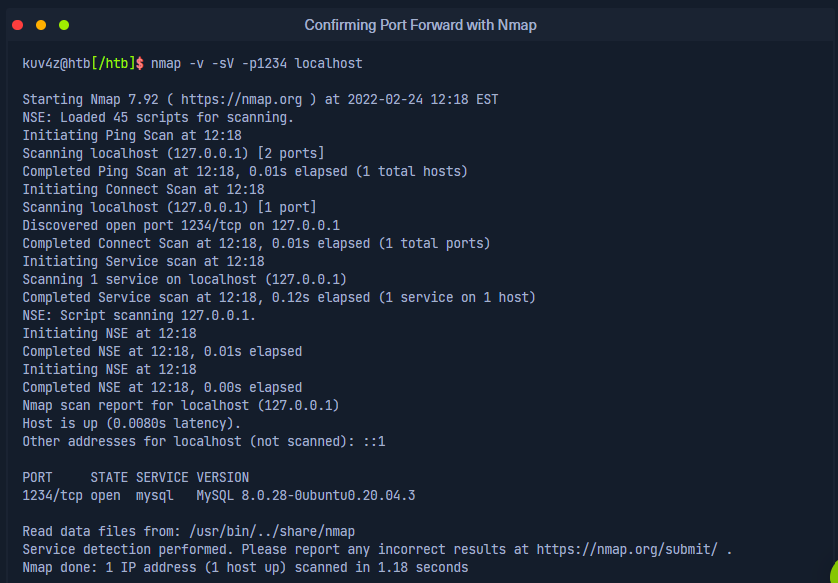 Confirming Port Forward with Nmap
kuv4z@htb[/htb]$ nmap -v -sV -p1234 localhost
Starting Nmap 7.92 ( https://nmap.org ) at 2022-02-24 12:18 EST
NSE: Loaded 45 scripts for scanning.
Initiating Ping Scan at 12:18
Scanning localhost (127.0.0.1) [2 ports]
Completed Ping Scan at 12:18, 0.01s elapsed (1 total hosts)
Initiating Connect Scan at 12:18
Scanning localhost (127.0.0.1) [1 port]
Discovered open port 1234/tcp on 127.0.0.1
Completed Connect Scan at 12:18, 0.01s elapsed (1 total ports)
Initiating Service scan at 12:18
Scanning 1 service on localhost (127.0.0.1)
Completed Service scan at 12:18, 0.12s elapsed (1 service on 1 host)
NSE: Script scanning 127.0.0.1.
Initiating NSE at 12:18
Completed NSE at 12:18, 0.01s elapsed
Initiating NSE at 12:18
Completed NSE at 12:18, 0.00s elapsed
Nmap scan report for localhost (127.0.0.1)
Host is up (0.0080s latency).
Other addresses for localhost (not scanned): ::1
PORT     STATE SERVICE VERSION
1234/tcp open  mysql   MySQL 8.0.28-0ubuntu0.20.04.3
Read data files from: /usr/bin/../share/nmap
Service detection performed. Please report any incorrect results at https://nmap.org/submit/ .
Nmap done: 1 IP address (1 host up) scanned in 1.18 seconds